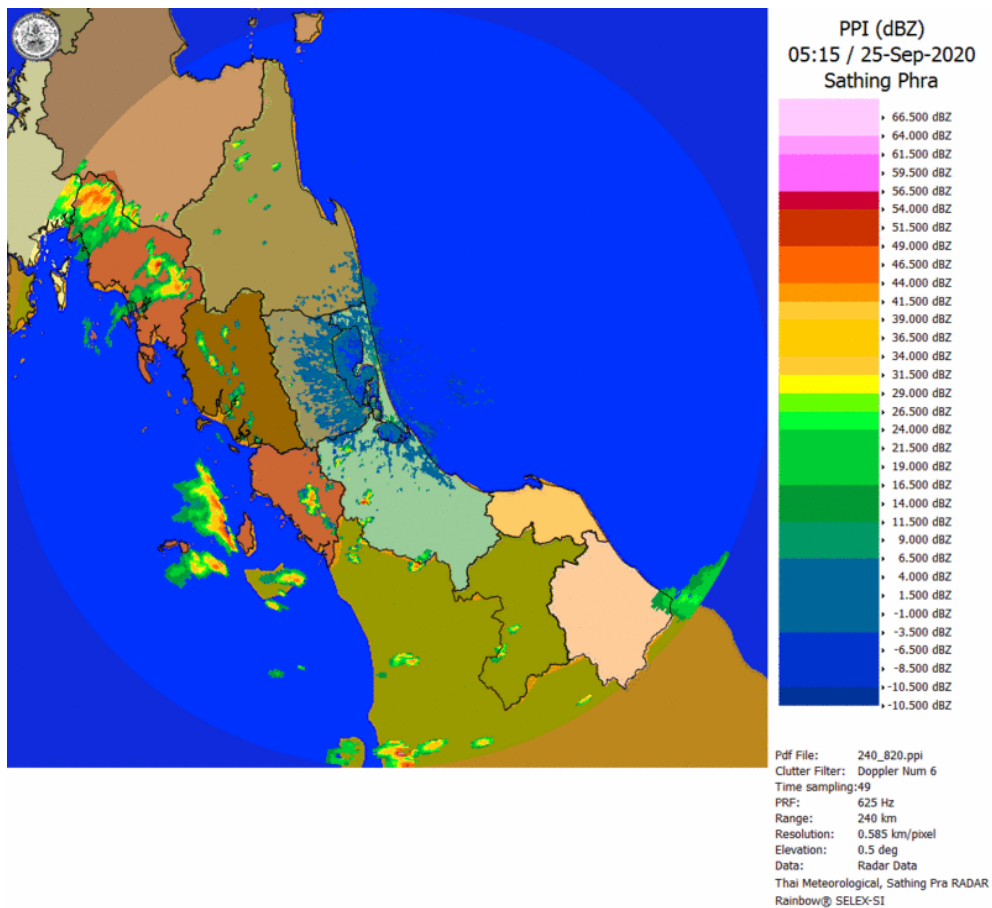 PPI (dBZ)
05:15 / 25-Sep-2020
Sathing Phra
66.500 dBZ
64.000 dBZ
61.500 dBZ
59.500 dBZ
56.500 dBZ
54.000 dBZ
51.500 dBZ
49.000 dBZ
46.500 dBZ
44.000 dBZ
41.500 dBZ
39.000 dBZ
36.500 dBZ
34.000 dBZ
31.500 dBZ
29.000 dBZ
26.500 dBZ
24.000 dBZ
21.500 dBZ
19.000 dBZ
16.500 dBZ
14.000 dBZ
11.500 dBZ
9.000 dBZ
6.500 dBZ
4.000 dBZ
1.500 dBZ
-1.000 dBZ
-3.500 dBZ
-6.500 dBZ
-8.500 dBZ
-10.500 dBZ
-10.500 dBZ
Pdf File: 240_820.ppi
Clutter Filter: Doppler Num 6
Time sampling:49
PRF: 625 Hz
Range: 240 km
Resolution: 0.585 km/pixel
Elevation: 0.5 deg
Data: Radar Data
Thai Meteorological, Sathing Pra RADAR
Rainbow® SELEX-SI